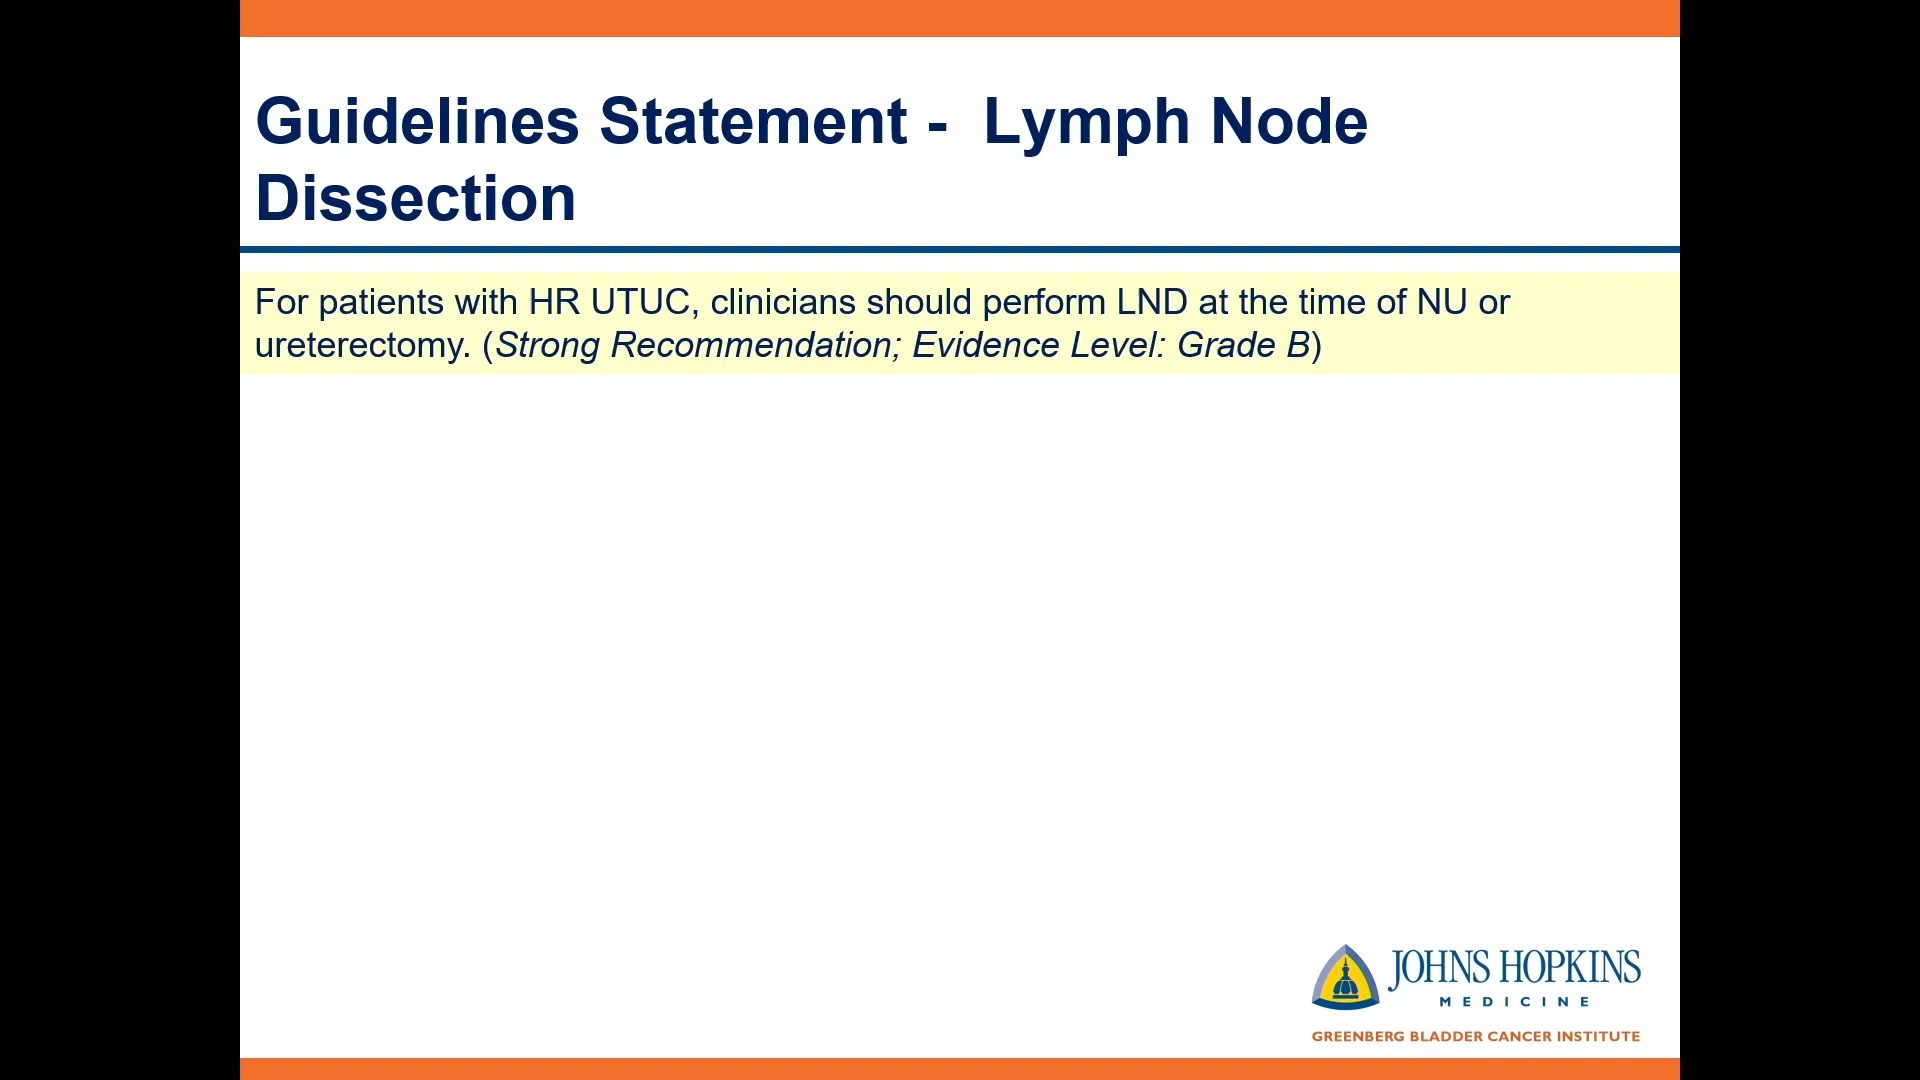 Guidelines Statement -  Lymph Node
Dissection
For patients with HR UTUC, clinicians should perform LND at the time of NU or
ureterectomy. (Strong Recommendation; Evidence Level: Grade B)
JOHNS HOPKINS
MEDICINE
GREENBERG BLADDER CANCER INSTITUTE